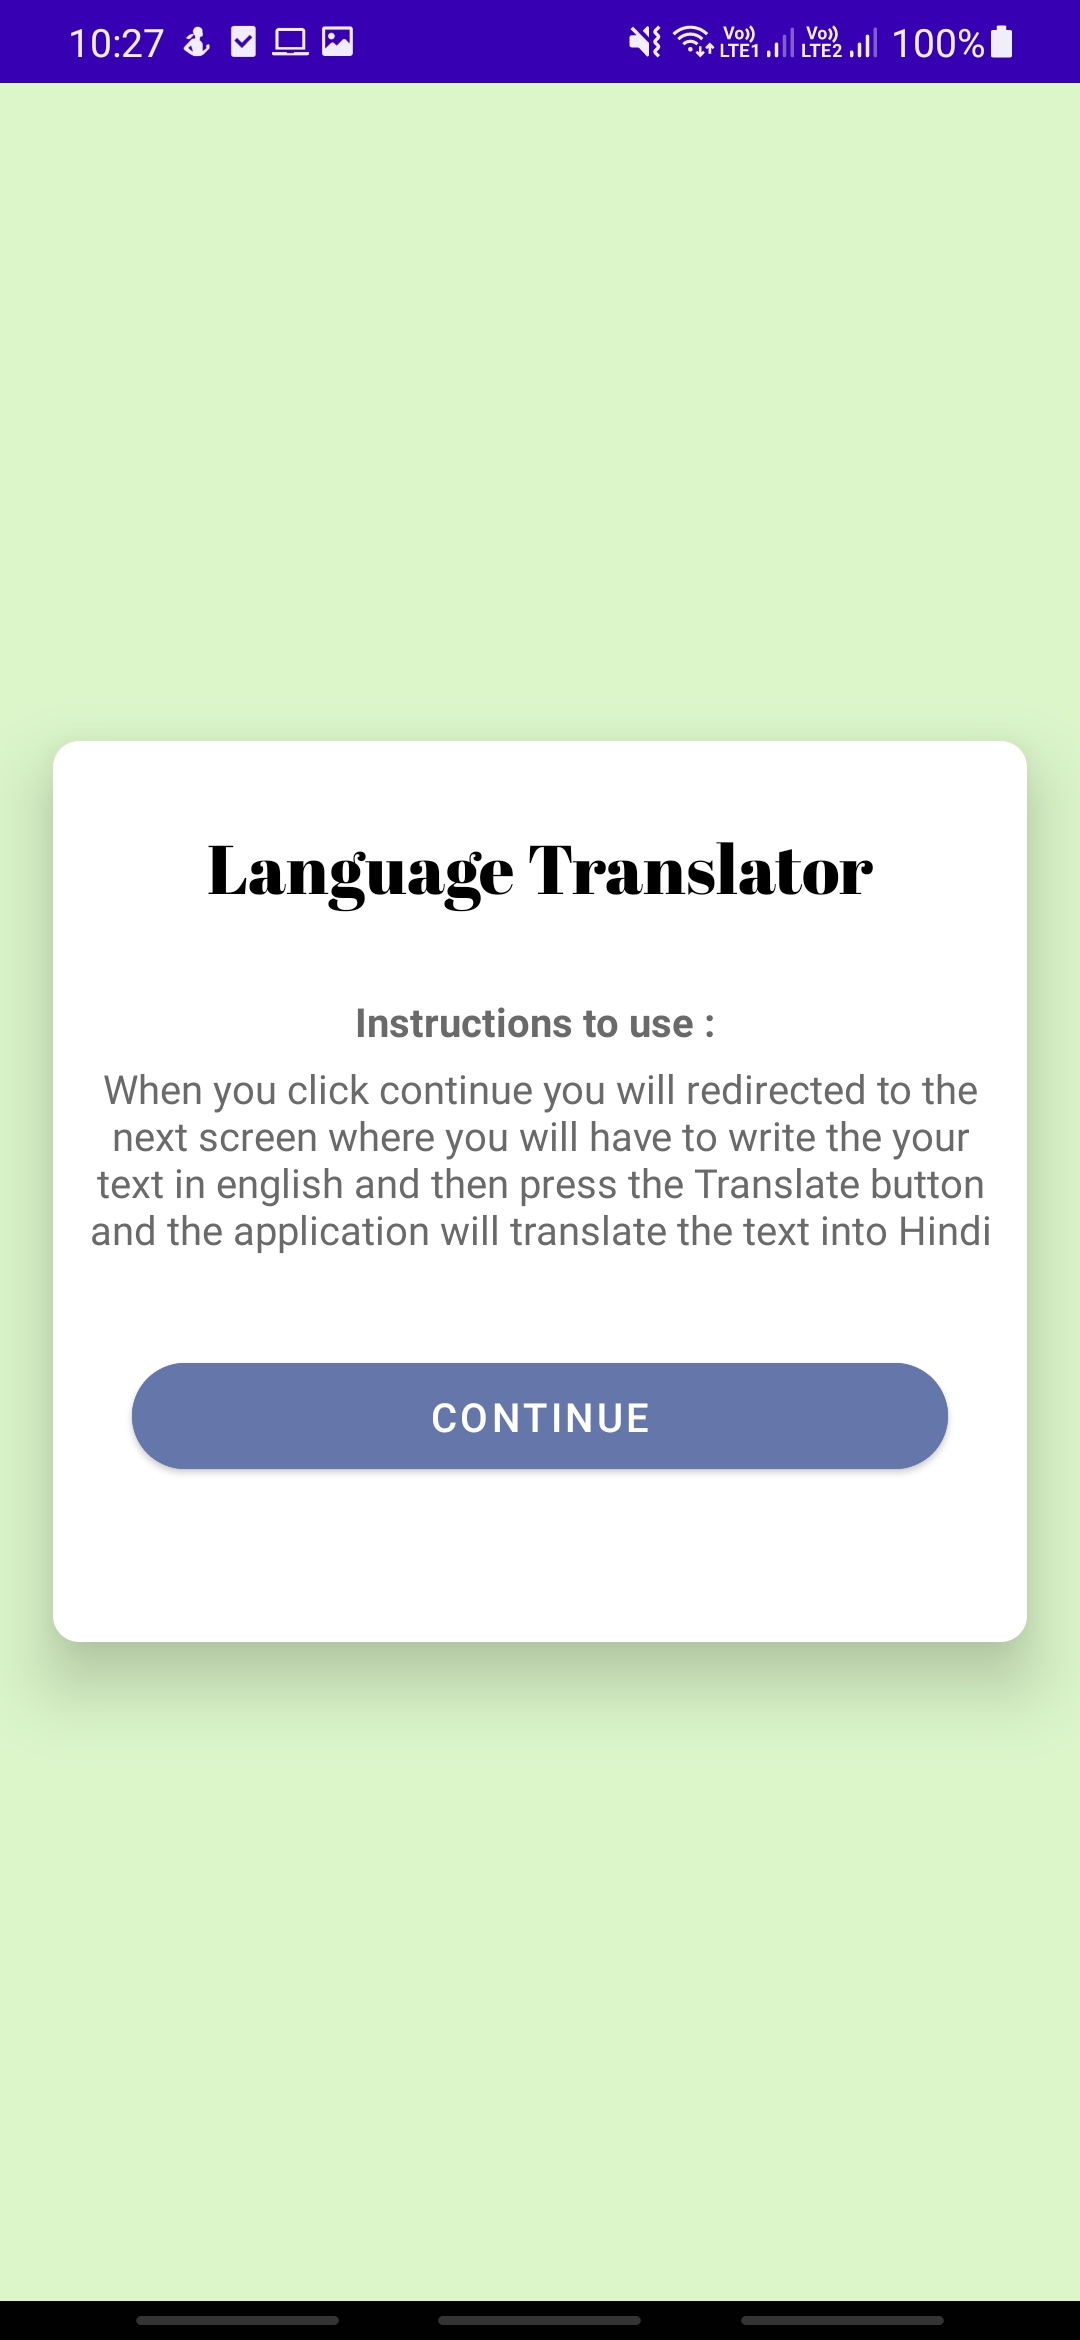 10:27 Vo)) LTE1 Vo)) LTE2 100%
Language Translator
Instructions to use :
When you click continue you will redirected to the
next screen where you will have to write the your
text in english and then press the Translate button
and the application will translate the text into Hindi
CONTINUE